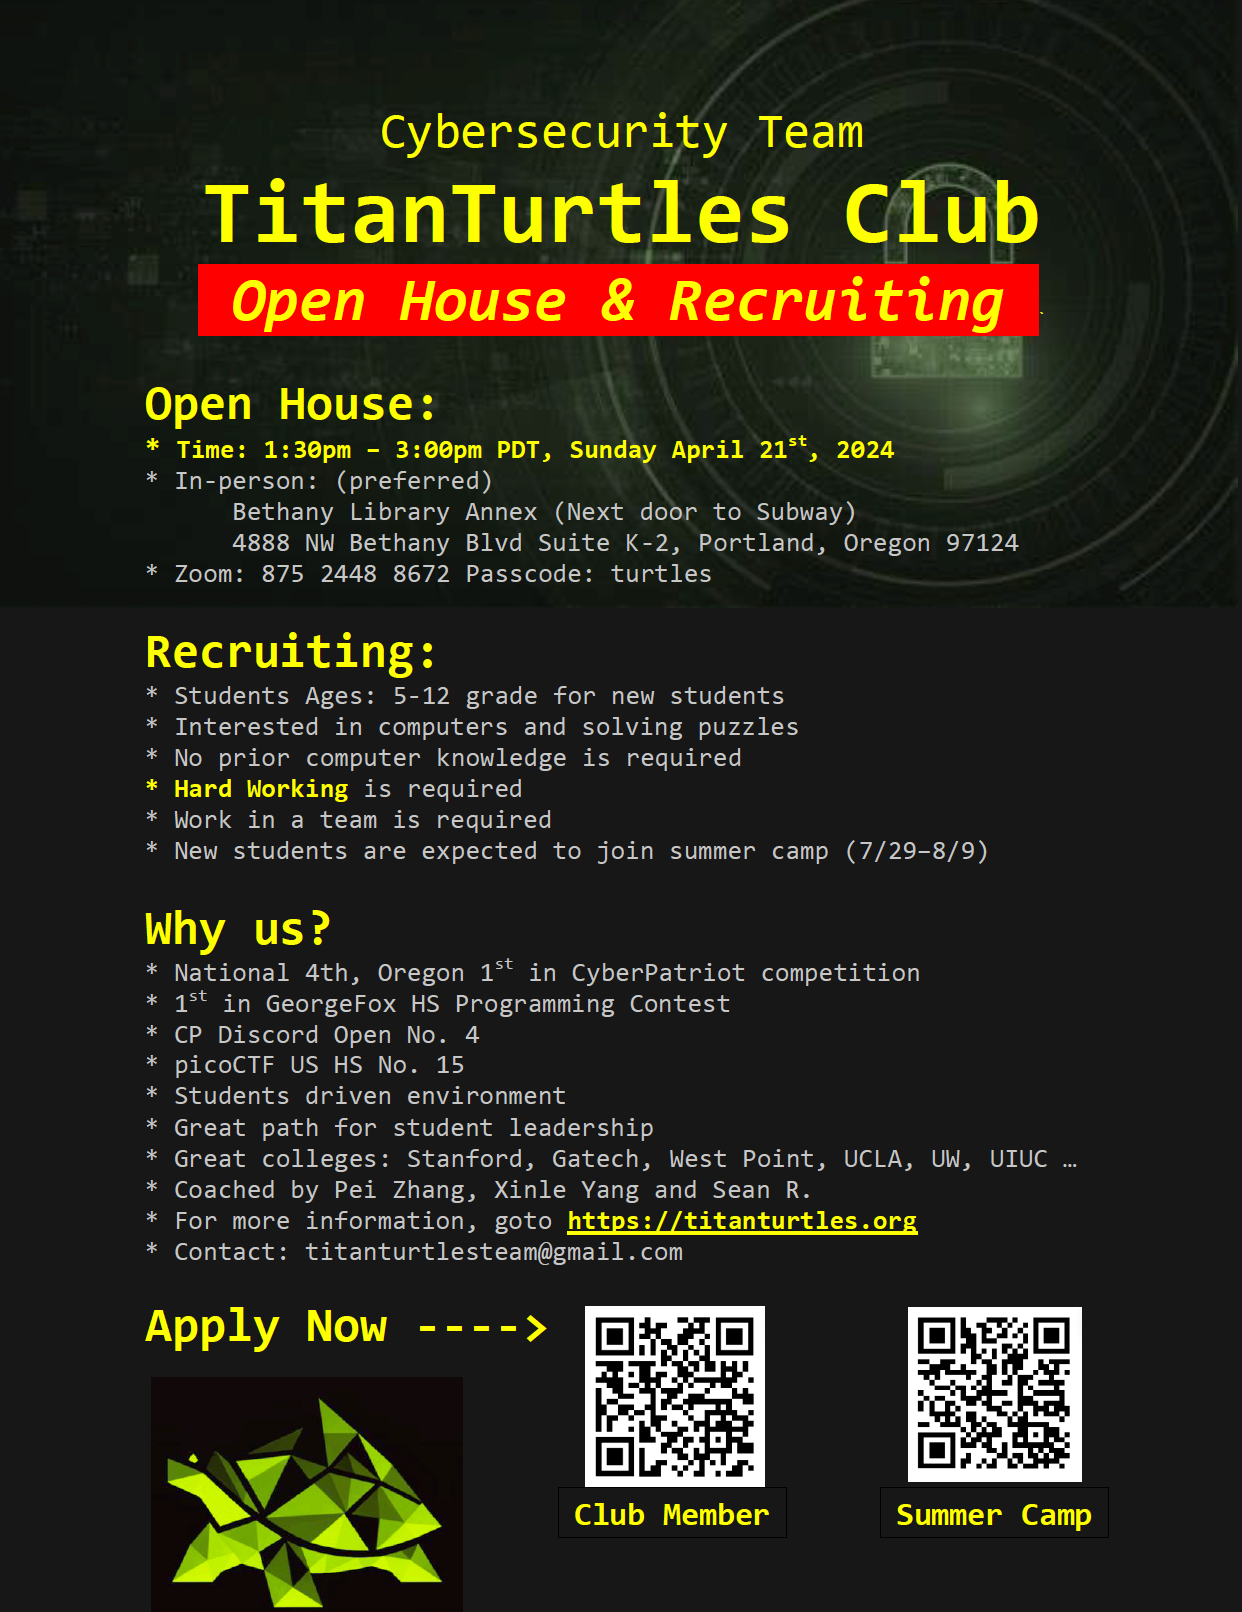 Cybersecurity Team
TitanTurtles Club
Open House & Recruiting
Open House:
* Time: 1:30pm – 3:00pm PDT, Sunday April 21st, 2024
* In-person: (preferred)
Bethany Library Annex (Next door to Subway)
4888 NW Bethany Blvd Suite K-2, Portland, Oregon 97124
* Zoom: 875 2448 8672 Passcode: turtles
Recruiting:
* Students Ages: 5-12 grade for new students
* Interested in computers and solving puzzles
* No prior computer knowledge is required
* Hard Working is required
* Work in a team is required
* New students are expected to join summer camp (7/29–8/9)
Why us?
* National 4th, Oregon 1st in CyberPatriot competition
* 1st in GeorgeFox HS Programming Contest
* CP Discord Open No. 4
* picoCTF US HS No. 15
* Students driven environment
* Great path for student leadership
* Great colleges: Stanford, Gatech, West Point, UCLA, UW, UIUC …
* Coached by Pei Zhang, Xinle Yang and Sean R.
* For more information, goto https://titanturtles.org
* Contact: titanturtlesteam@gmail.com
Apply Now ---->
Club Member
Summer Camp